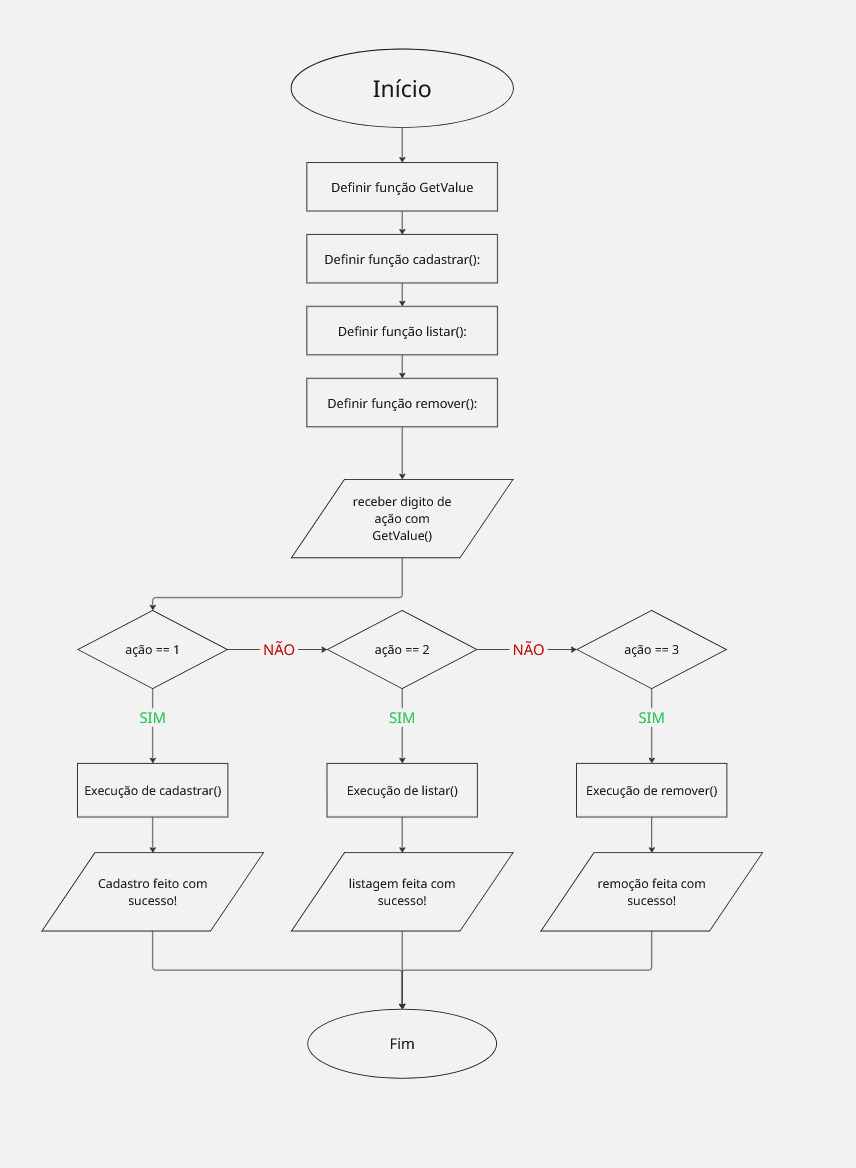 Início
Definir função GetValue
Definir função cadastrar():
Definir função listar():
Definir função remover():
receber digito de
ação com
GetValue()
ação == 1
NÃO
ação == 2
NÃO
ação == 3
SIM
SIM
SIM
Execução de cadastrar()
Execução de listar()
Execução de remover()
Cadastro feito com
sucesso!
listagem feita com
sucesso!
remoção feita com
sucesso!
Fim